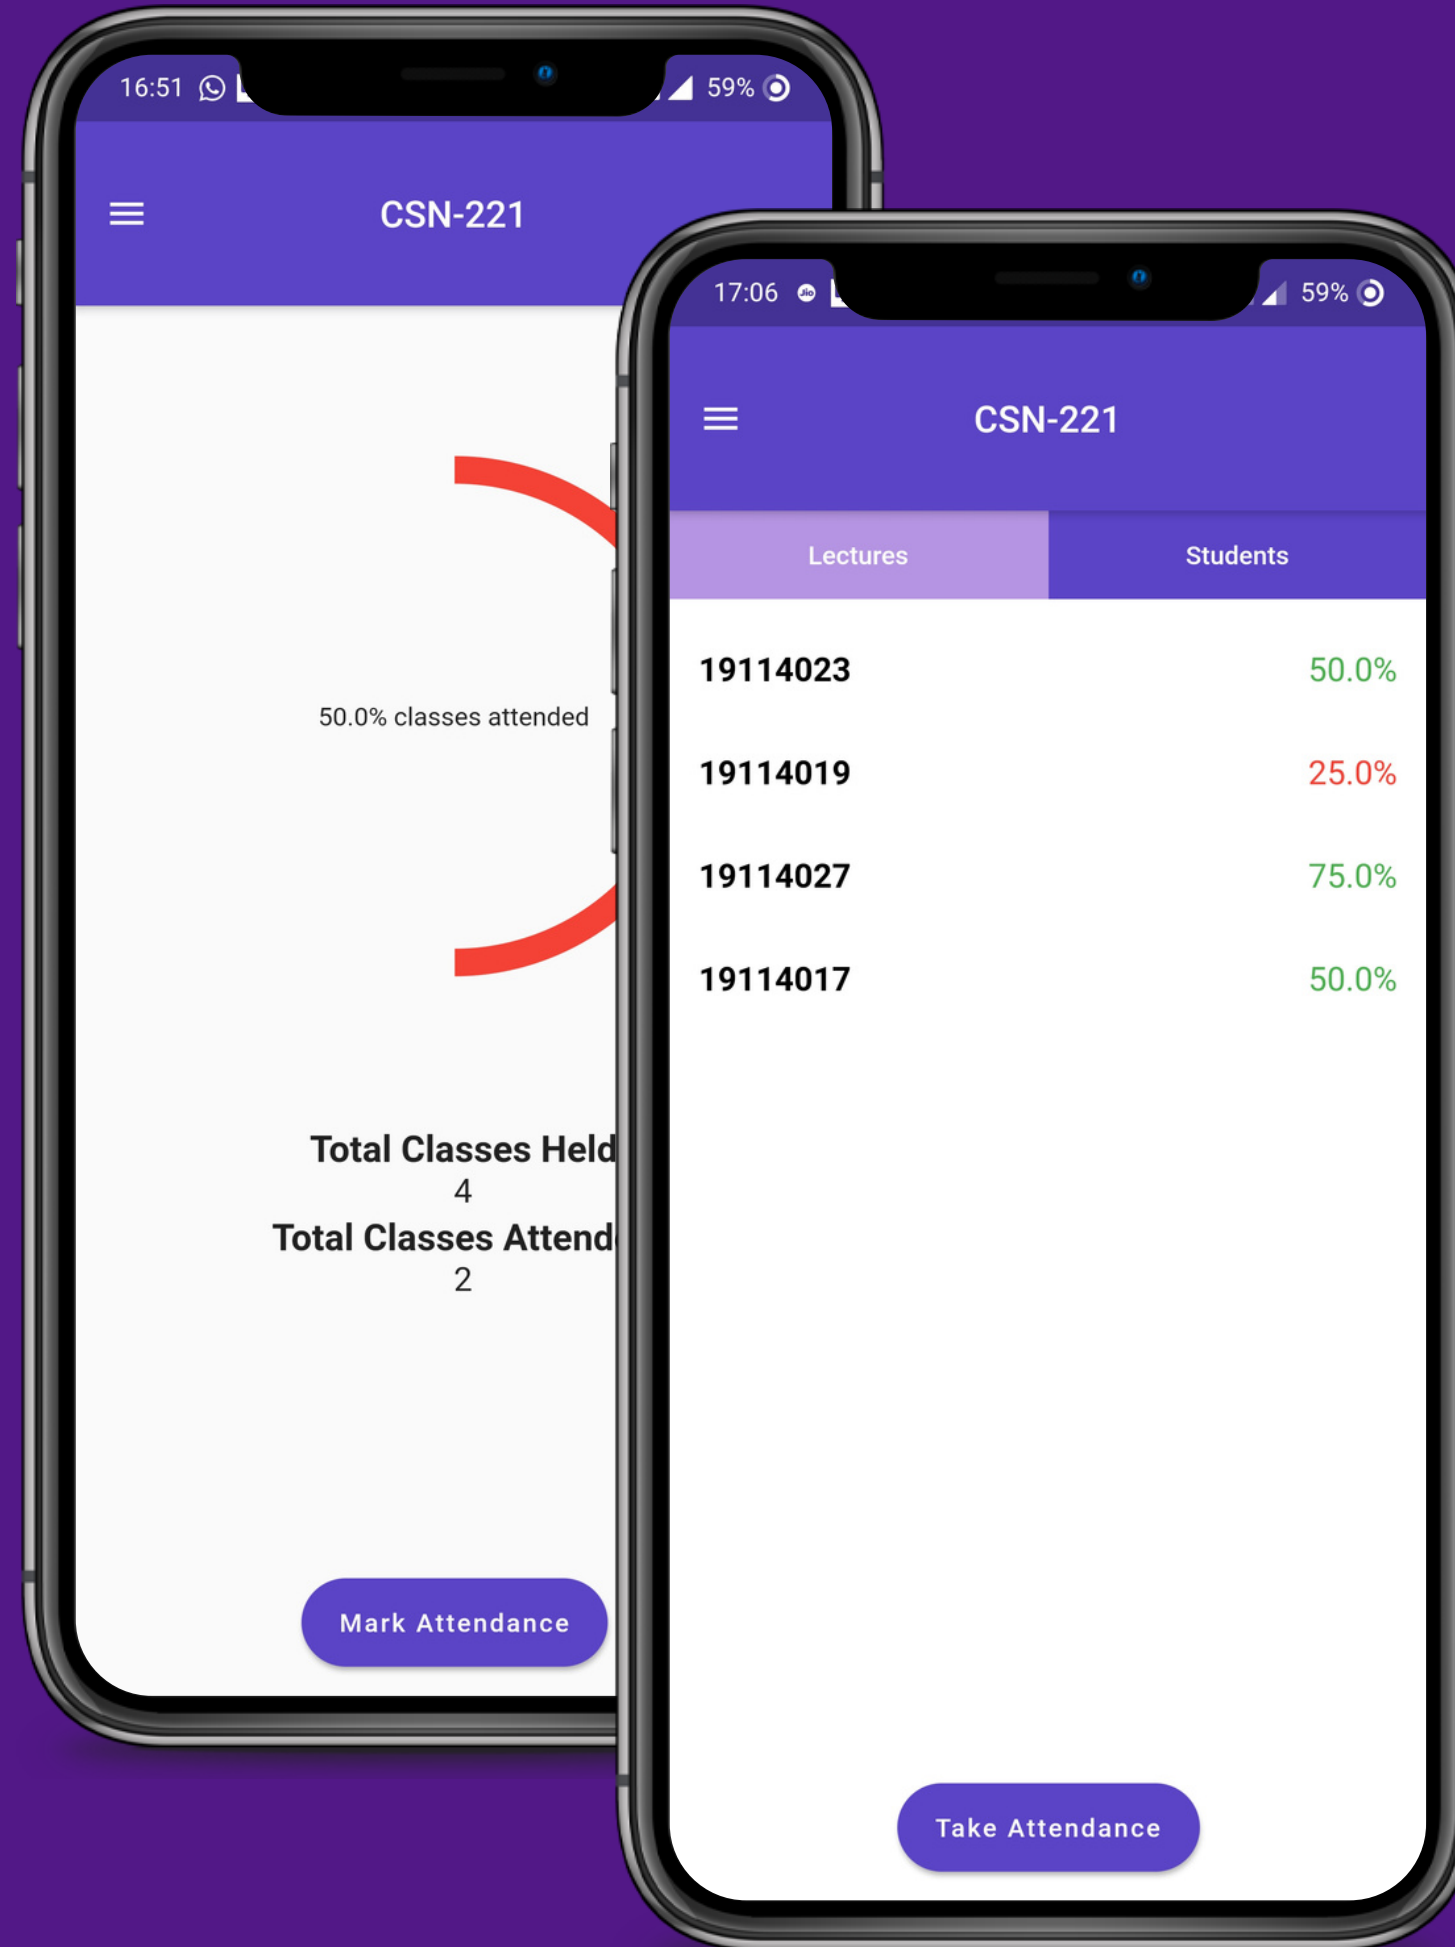 16:51
59%
CSN-221
50.0% classes attended
Total Classes Held
4
Total Classes
2
Mark Attendance
17:06
Jio
59%
CSN-221
Lectures
Students
19114023
50.0%
19114019
25.0%
19114027
75.0%
19114017
50.0%
Take Attendance